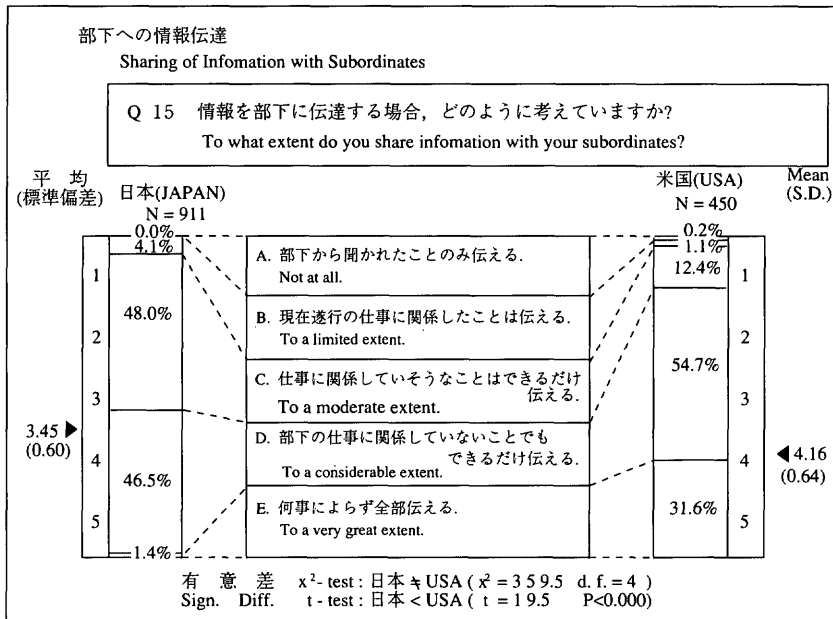 部下への情報伝達
Sharing of Infomation with Subordinates
Q 15 情報を部下に伝達する場合，どのように考えていますか?
To what extent do you share infomation with your subordinates?
平 均
(標準偏差)
日本(JAPAN)
N = 911
米国(USA)
N = 450
Mean
(S.D.)
0.0%
4.1%
48.0%
46.5%
1.4%
1
2
3
4
5
3.45
(0.60)
A. 部下から聞かれたことのみ伝える.
Not at all.
B. 現在遂行の仕事に関係したことは伝える.
To a limited extent.
C. 仕事に関係していそうなことはできるだけ
伝える.
To a moderate extent.
D. 部下の仕事に関係していないことでも
できるだけ伝える.
To a considerable extent.
E. 何事によらず全部伝える.
To a very great extent.
0.2%
1.1%
12.4%
54.7%
31.6%
1
2
3
4
5
4.16
(0.64)
有 意 差 x²- test : 日本 ≒ USA ( x² = 3 5 9.5 d. f. = 4 )
Sign. Diff. t - test : 日本 < USA ( t = 1 9.5 P<0.000)